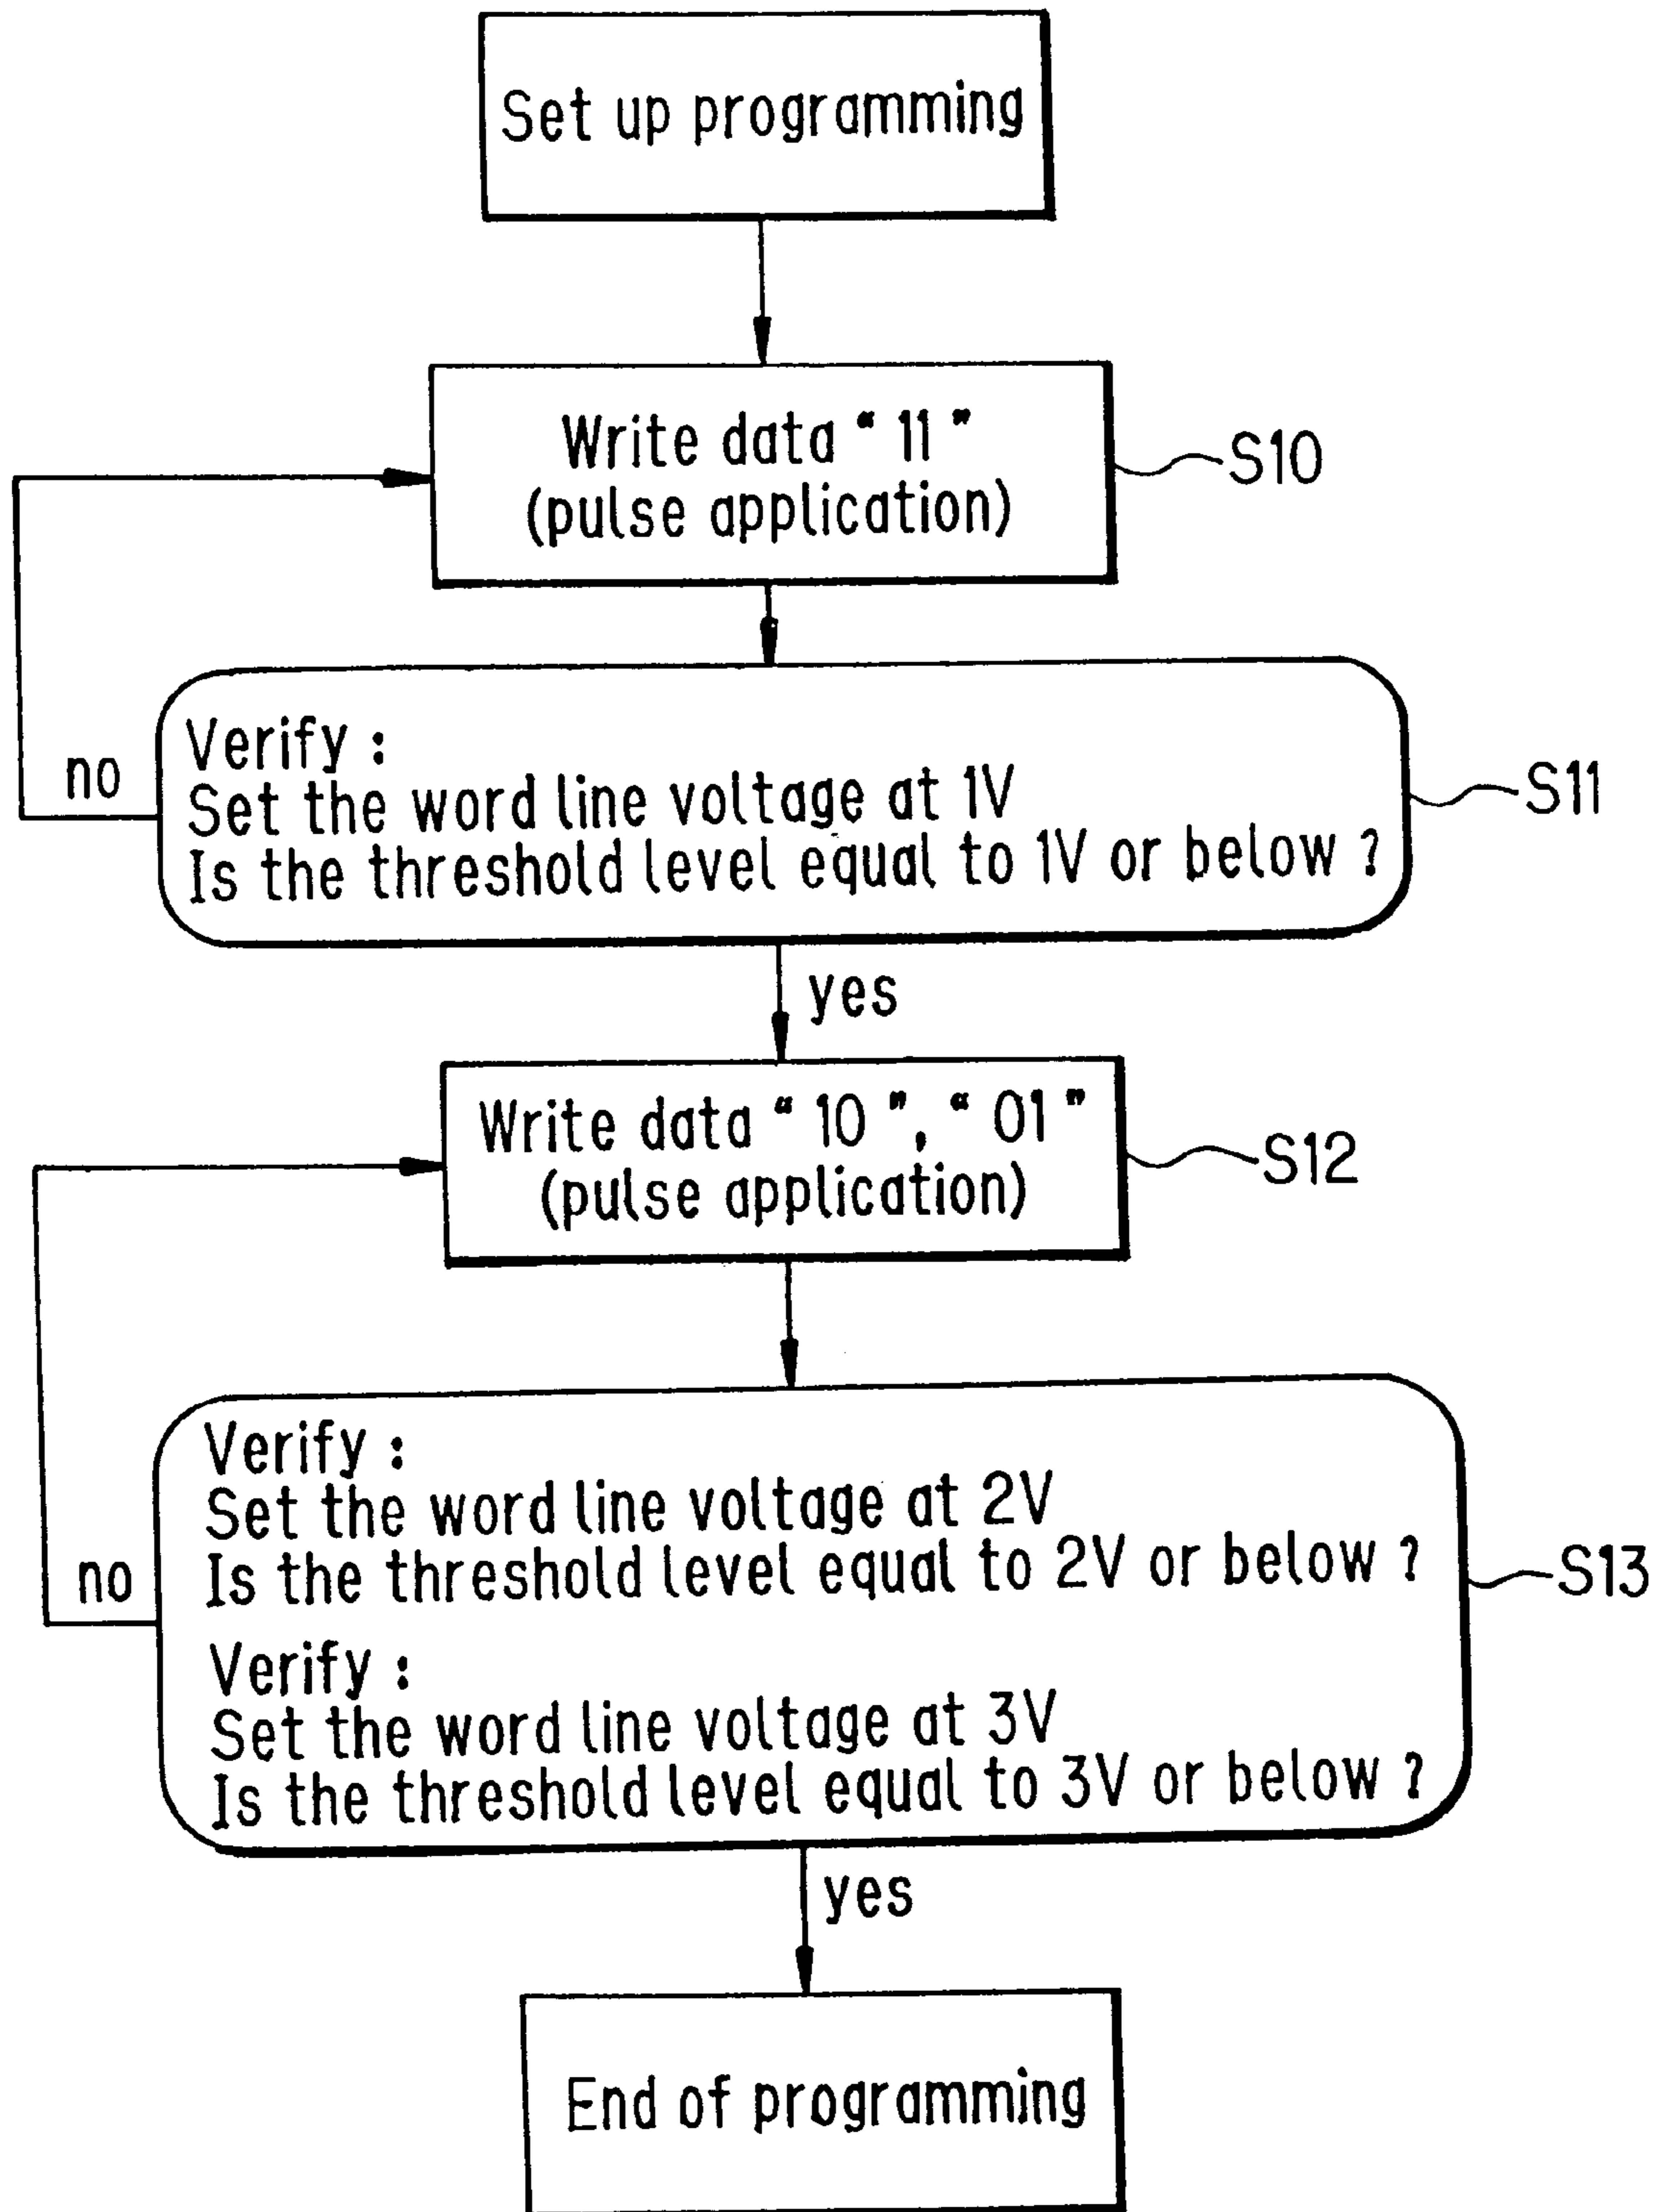 Set up programming
Write data “ 11 ”
(pulse application)
S10
Verify :
Set the word line voltage at 1V
Is the threshold level equal to 1V or below ?
S11
no
yes
Write data “ 10 ”, “ 01 ”
(pulse application)
S12
Verify :
Set the word line voltage at 2V
Is the threshold level equal to 2V or below ?
Verify :
Set the word line voltage at 3V
Is the threshold level equal to 3V or below ?
S13
no
yes
End of programming